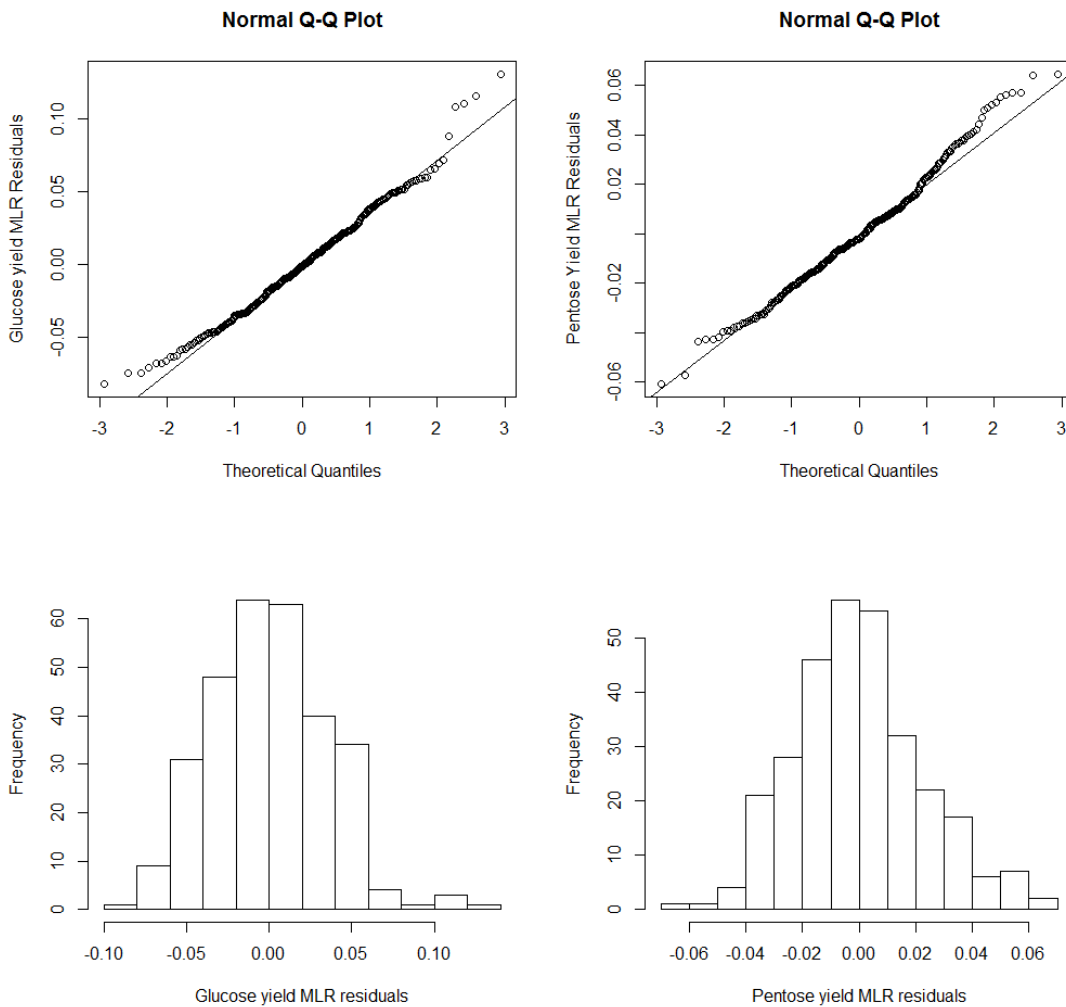 Normal Q-Q Plot
Glucose yield MLR Residuals
0.10
0.05
0.00
-0.05
-3 -2 -1 0 1 2 3
Theoretical Quantiles
Normal Q-Q Plot
Pentose Yield MLR Residuals
0.06
0.04
0.02
-0.02
-0.06
-3 -2 -1 0 1 2 3
Theoretical Quantiles
Frequency
60
50
40
30
20
10
0
-0.10 -0.05 0.00 0.05 0.10
Glucose yield MLR residuals
Frequency
50
40
30
20
10
0
-0.06 -0.04 -0.02 0.00 0.02 0.04 0.06
Pentose yield MLR residuals